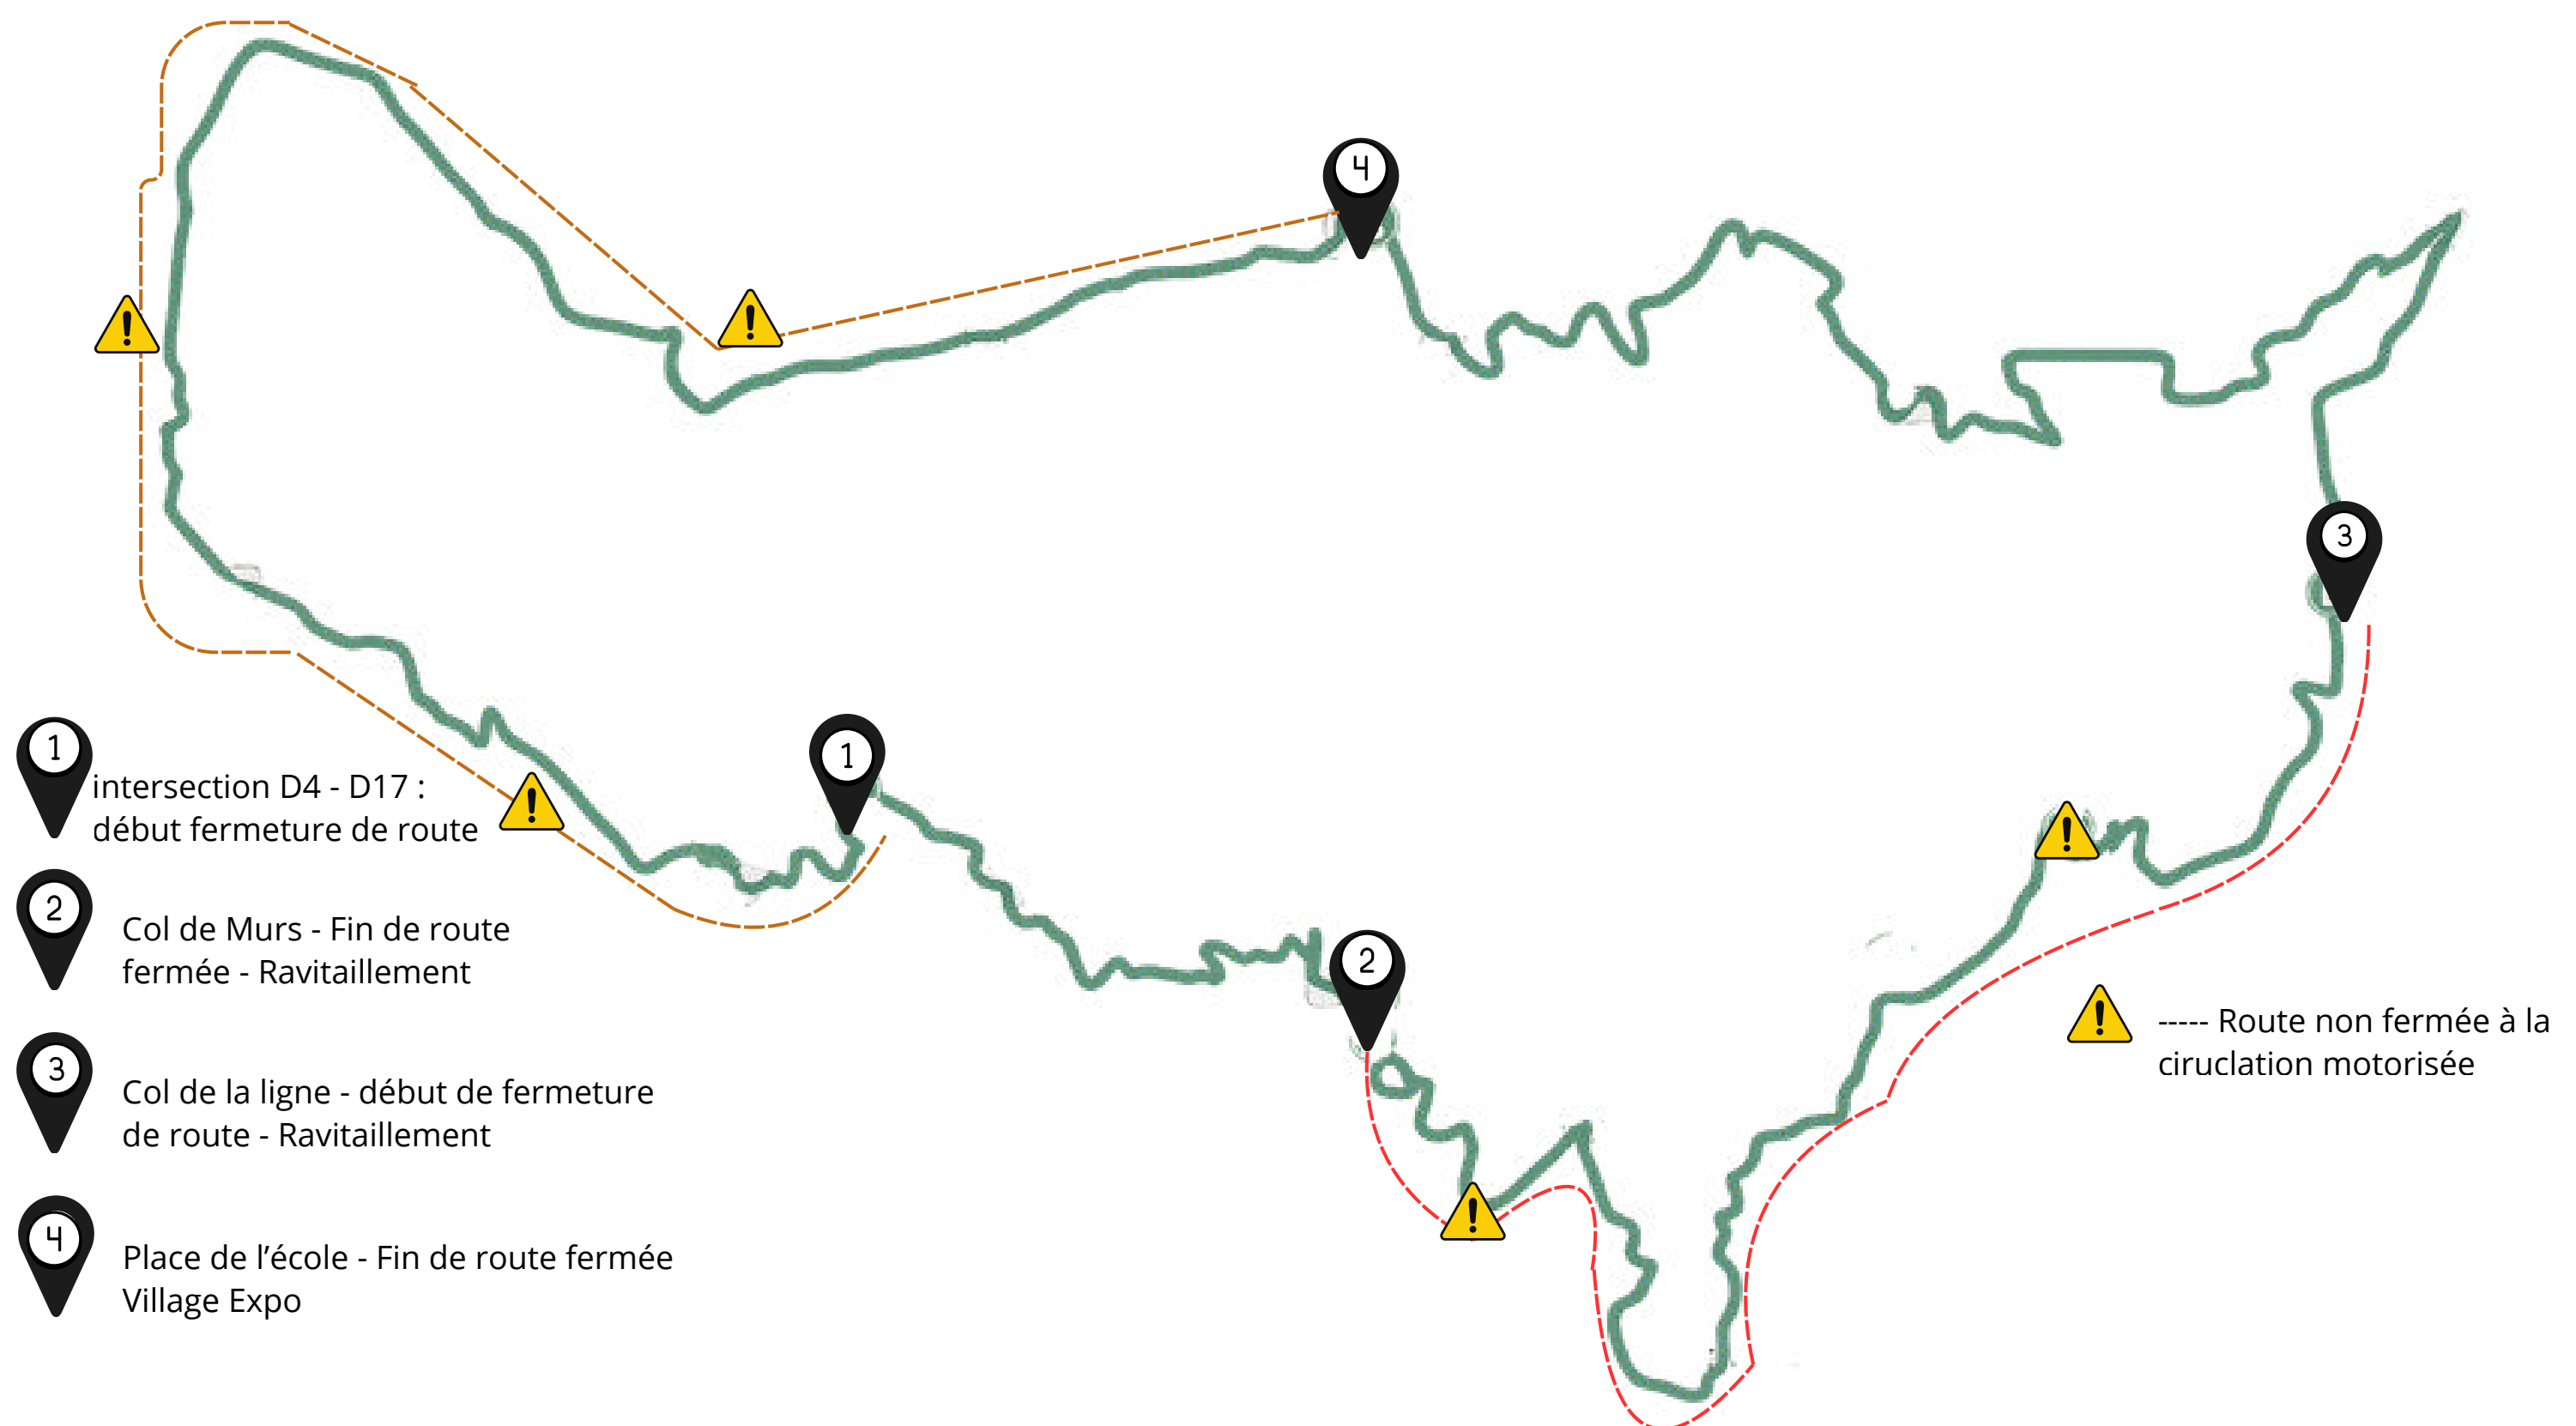 4
3
1
1
intersection D4 - D17 :
début fermeture de route
2
Col de Murs - Fin de route
fermée - Ravitaillement
2
3
Col de la ligne - début de fermeture
de route - Ravitaillement
4
Place de l’école - Fin de route fermée
Village Expo
----- Route non fermée à la
ciruclation motorisée